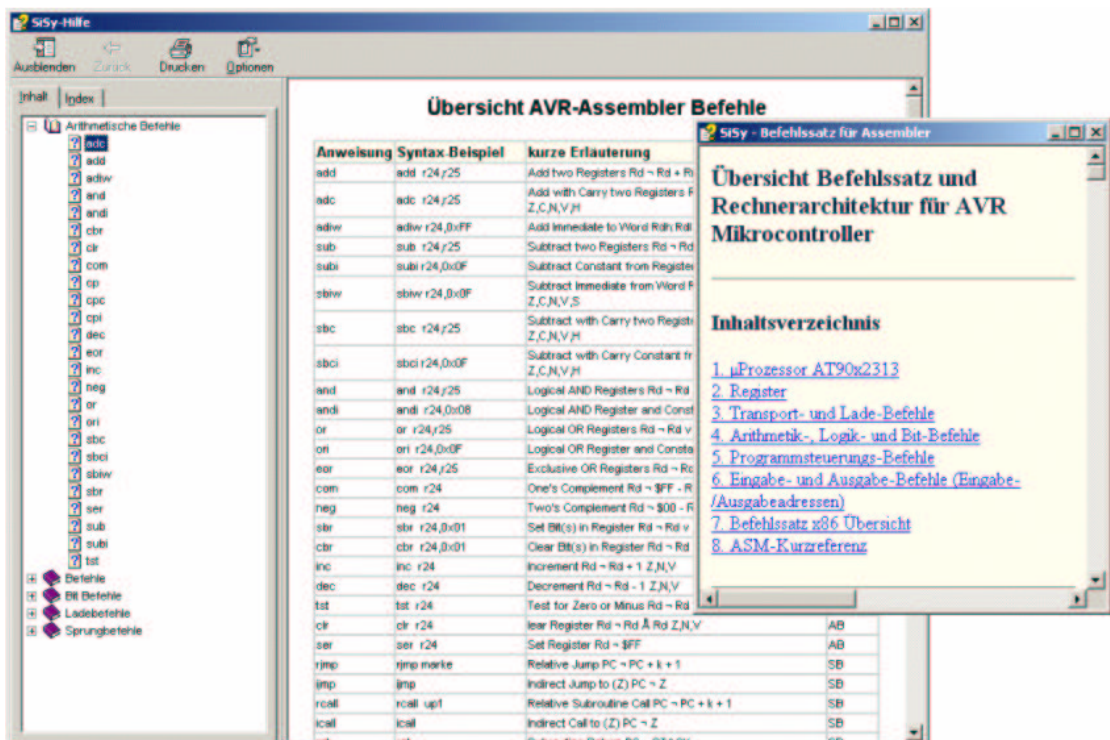 SiSy-Hilfe
Ausblenden Zurück Drucken Optionen
Inhalt Index
Arithmetische Befehle
adc
add
adiw
and
andi
cbr
clr
com
cp
cpc
cpi
dec
eor
inc
neg
or
ori
sbc
sbci
sbiw
sbr
ser
sub
subi
tst
Befehle
Bit Befehle
Ladebefehle
Sprungbefehle
Übersicht AVR-Assembler Befehle
Anweisung Syntax-Beispiel kurze Erläuterung
add add r24,r25 Add two Registers Rd ¬ Rd +
adc adc r24,r25 Add with Carry two Registers
Z,C,N,V,H
adiw adiw r24,0xFF Add Immediate to Word Rdh:Rdl
sub sub r24,r25 Subtract two Registers Rd ¬ Rd
subi subi r24,0x0F Subtract Constant from Register
sbiw sbiw r24,0x0F Subtract Immediate from Word
Z,C,N,V,S
sbc sbc r24,r25 Subtract with Carry two
Z,C,N,V,H
sbci sbci r24,0x0F Subtract with Carry Constant
Z,C,N,V,H
and and r24,r25 Logical AND Registers Rd ¬ Rd
andi andi r24,0x08 Logical AND Register and
or or r24,r25 Logical OR Registers Rd ¬ Rd v
ori ori r24,0x0F Logical OR Register and
eor eor r24,r25 Exclusive OR Registers Rd ¬
com com r24 One's Complement Rd ¬ $FF -
neg neg r24 Two's Complement Rd ¬ $00 -
sbr sbr r24,0x01 Set Bit(s) in Register Rd ¬ Rd v
cbr cbr r24,0x01 Clear Bit(s) in Register Rd ¬ Rd
inc inc r24 Increment Rd ¬ Rd + 1 Z,N,V
dec dec r24 Decrement Rd ¬ Rd - 1 Z,N,V
tst tst r24 Test for Zero or Minus Rd ¬ Rd
clr clr r24 lear Register Rd ¬ Rd Å Rd Z,N,V AB
ser ser r24 Set Register Rd ¬ $FF AB
rjmp rjmp marke Relative Jump PC ¬ PC + k + 1 SB
ijmp ijmp Indirect Jump to (Z) PC ¬ Z SB
rcall rcall up1 Relative Subroutine Call PC ¬ PC + k + 1 SB
icall icall Indirect Call to (Z) PC ¬ Z SB
SiSy - Befehlssatz für Assembler
Übersicht Befehlssatz und
Rechnerarchitektur für AVR
Mikrocontroller
Inhaltsverzeichnis
1. µProzessor AT90x2313
2. Register
3. Transport- und Lade-Befehle
4. Arithmetik-, Logik- und Bit-Befehle
5. Programmsteuerungs-Befehle
6. Eingabe- und Ausgabe-Befehle (Eingabe-
/Ausgabeadressen)
7. Befehlssatz x86 Übersicht
8. ASM-Kurzreferenz